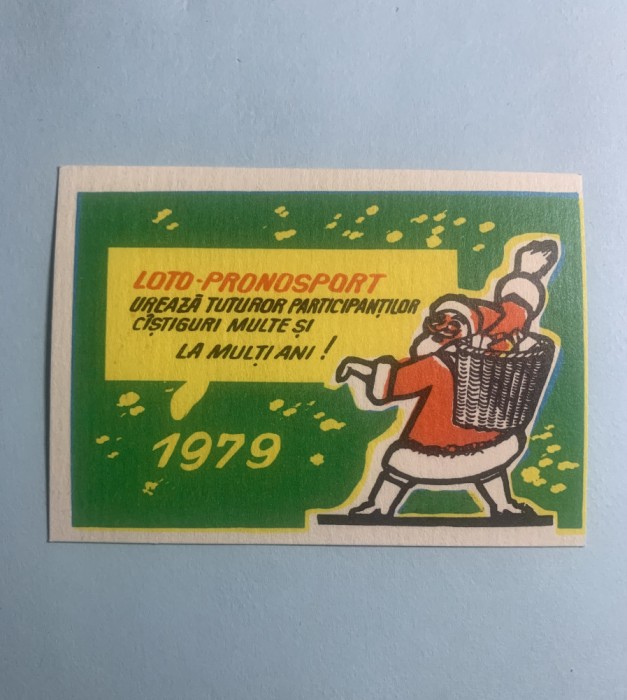 LOTO-PRONOSPORT
UREAZĂ TUTUROR PARTICIPANȚILOR
CÎȘTIGURI MULTE ȘI
LA MULȚI ANI !
1979